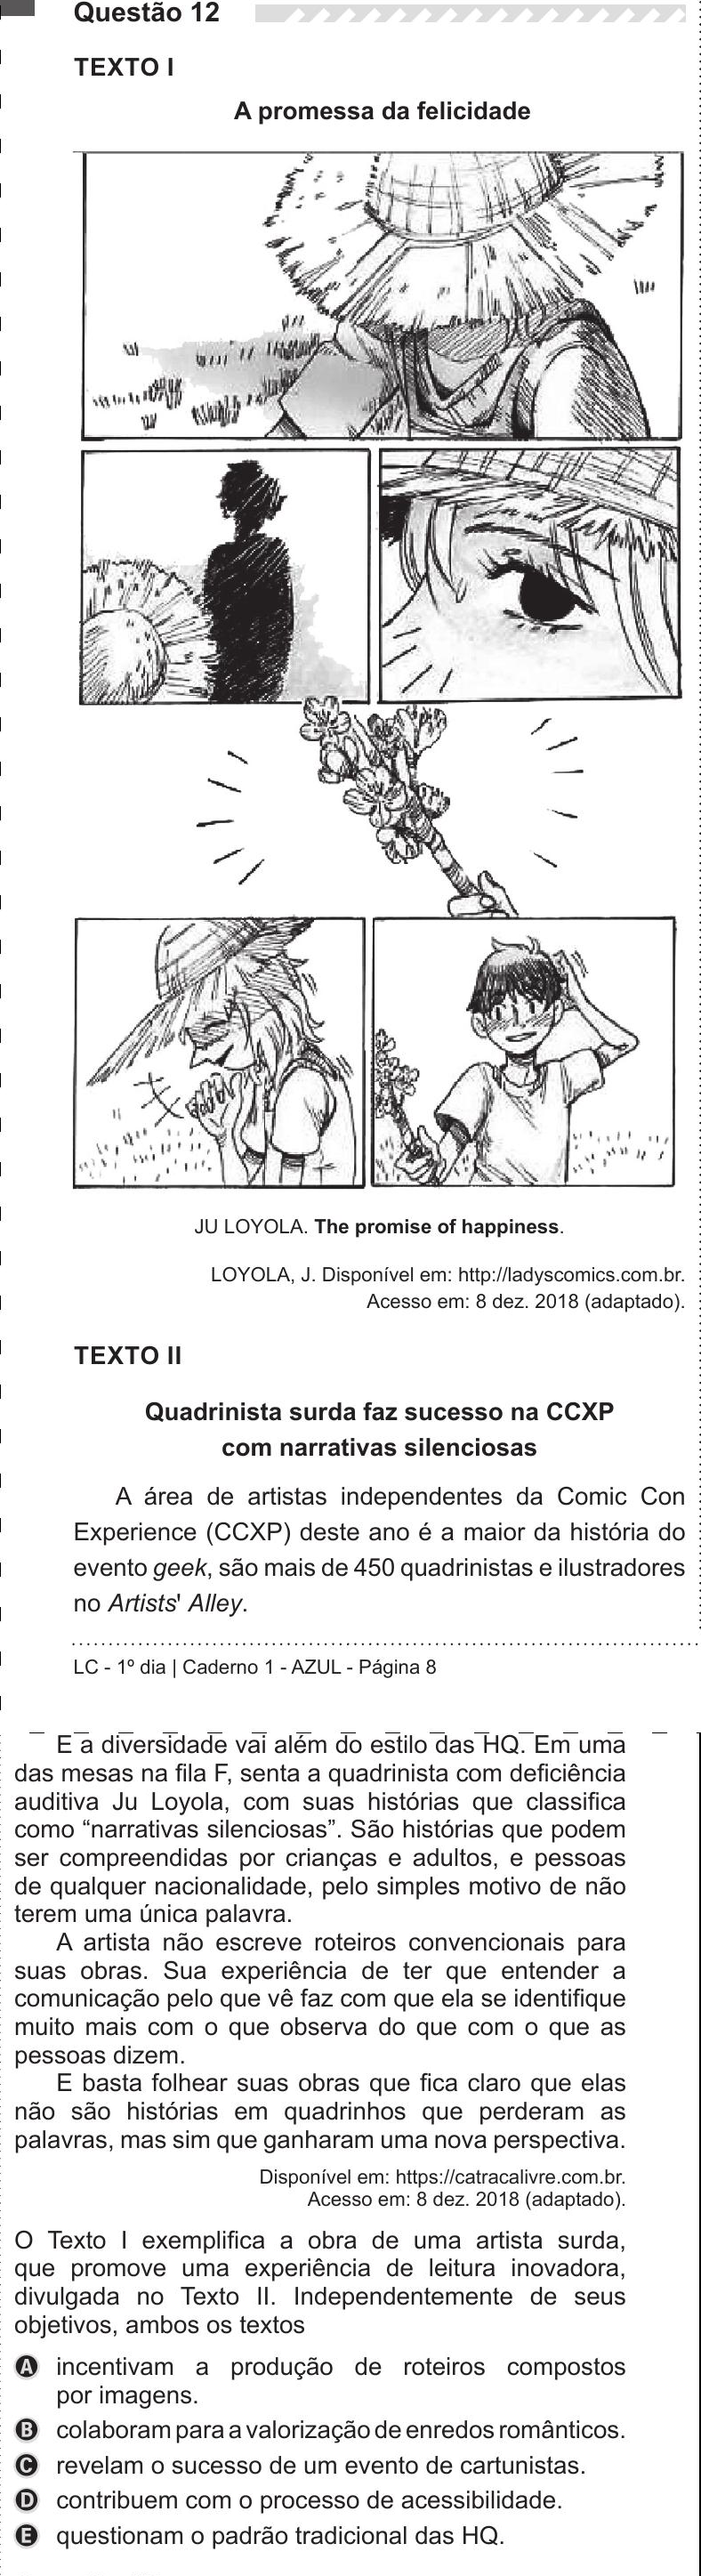 Questão 12
TEXTO I
A promessa da felicidade
JU LOYOLA. The promise of happiness.
LOYOLA, J. Disponível em: http://ladyscomics.com.br.
Acesso em: 8 dez. 2018 (adaptado).
TEXTO II
Quadrinista surda faz sucesso na CCXP
com narrativas silenciosas
A área de artistas independentes da Comic Con
Experience (CCXP) deste ano é a maior da história do
evento geek, são mais de 450 quadrinistas e ilustradores
no Artists' Alley.
LC - 1º dia | Caderno 1 - AZUL - Página 8
E a diversidade vai além do estilo das HQ. Em uma
das mesas na fila F, senta a quadrinista com deficiência
auditiva Ju Loyola, com suas histórias que classifica
como “narrativas silenciosas”. São histórias que podem
ser compreendidas por crianças e adultos, e pessoas
de qualquer nacionalidade, pelo simples motivo de não
terem uma única palavra.
A artista não escreve roteiros convencionais para
suas obras. Sua experiência de ter que entender a
comunicação pelo que vê faz com que ela se identifique
muito mais com o que observa do que com o que as
pessoas dizem.
E basta folhear suas obras que fica claro que elas
não são histórias em quadrinhos que perderam as
palavras, mas sim que ganharam uma nova perspectiva.
Disponível em: https://catracalivre.com.br.
Acesso em: 8 dez. 2018 (adaptado).
O Texto I exemplifica a obra de uma artista surda,
que promove uma experiência de leitura inovadora,
divulgada no Texto II. Independentemente de seus
objetivos, ambos os textos
A incentivam a produção de roteiros compostos
por imagens.
B colaboram para a valorização de enredos românticos.
C revelam o sucesso de um evento de cartunistas.
D contribuem com o processo de acessibilidade.
E questionam o padrão tradicional das HQ.